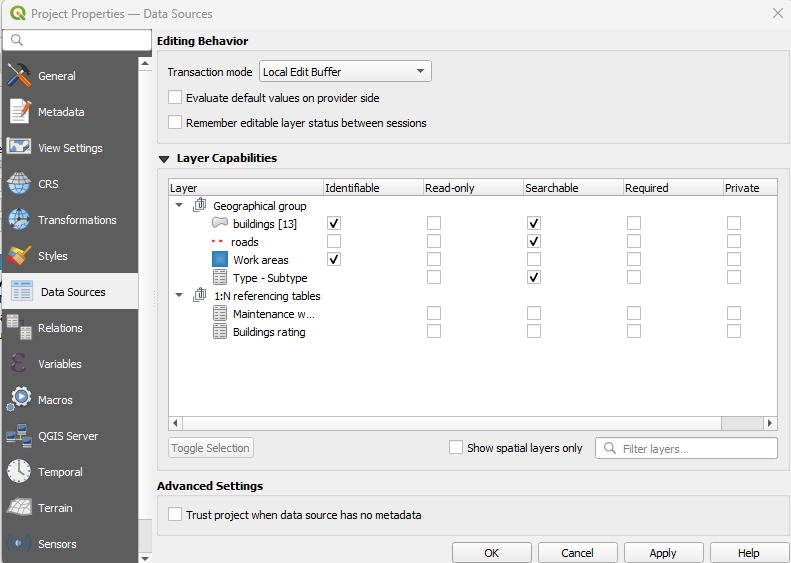 Project Properties — Data Sources
General
Metadata
View Settings
CRS
Transformations
Styles
Data Sources
Relations
Variables
Macros
QGIS Server
Temporal
Terrain
Sensors
Editing Behavior
Transaction mode Local Edit Buffer
Evaluate default values on provider side
Remember editable layer status between sessions
Layer Capabilities
Layer Identifiable Read-only Searchable Required Private
Geographical group
buildings [13]
roads
Work areas
Type - Subtype
1:N referencing tables
Maintenance w...
Buildings rating
Toggle Selection Show spatial layers only Filter layers...
Advanced Settings
Trust project when data source has no metadata
OK Cancel Apply Help